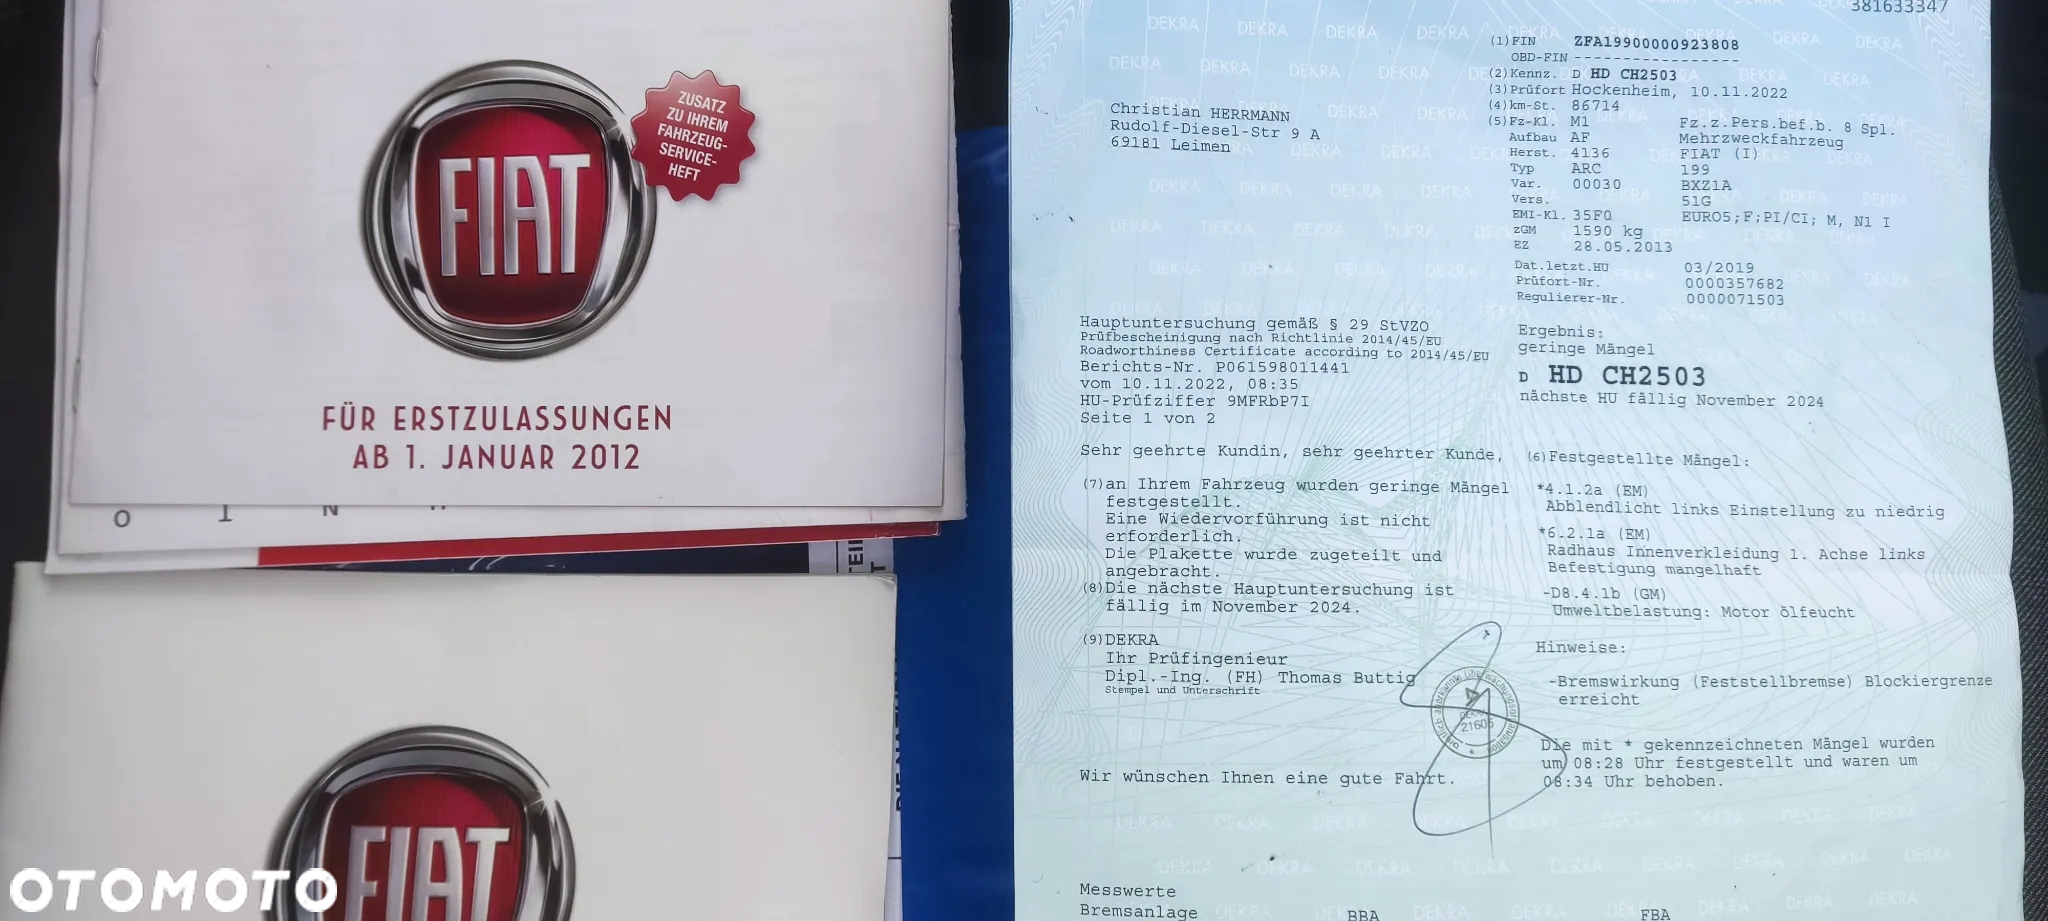 FIAT
ZUSATZ
ZU IHREM
FAHRZEUG-
SERVICE-
HEFT
FÜR ERSTZULASSUNGEN
AB 1. JANUAR 2012
FIAT
OTOMOTO
381633347
(1) FIN ZFA19900000923808
OBD-FIN -----------------
(2) Kennz. D HD CH2503
(3) Prüfort Hockenheim, 10.11.2022
(4) km-St. 86714
(5) Fz-Kl. M1 Fz.z.Pers.bef.b. 8 Spl.
Aufbau AF Mehrzweckfahrzeug
Herst. 4136 FIAT (I)
Typ ARC 199
Var. 00030 BXZ1A
Vers. 51G
EMI-Kl. 35F0 EURO5;F;PI/CI; M, N1 I
zGM 1590 kg
EZ 28.05.2013
Dat.letzt.HU 03/2019
Prüfort-Nr. 0000357682
Regulierer-Nr. 0000071503
Christian HERRMANN
Rudolf-Diesel-Str 9 A
69181 Leimen
Hauptuntersuchung gemäß § 29 StVZO
Prüfbescheinigung nach Richtlinie 2014/45/EU
Roadworthiness Certificate according to 2014/45/EU
Berichts-Nr. P061598011441
vom 10.11.2022, 08:35
HU-Prüfziffer 9MFRbP7I
Seite 1 von 2
Ergebnis:
geringe Mängel
D HD CH2503
nächste HU fällig November 2024
Sehr geehrte Kundin, sehr geehrter Kunde,
(7) an Ihrem Fahrzeug wurden geringe Mängel
festgestellt.
Eine Wiedervorführung ist nicht
erforderlich.
Die Plakette wurde zugeteilt und
angebracht.
(8) Die nächste Hauptuntersuchung ist
fällig im November 2024.
(9) DEKRA
Ihr Prüfingenieur
Dipl.-Ing. (FH) Thomas Buttig
Stempel und Unterschrift
Wir wünschen Ihnen eine gute Fahrt.
(6) Festgestellte Mängel:
*4.1.2a (EM)
Abblendlicht links Einstellung zu niedrig
*6.2.1a (EM)
Radhaus Innenverkleidung 1. Achse links
Befestigung mangelhaft
-D8.4.1b (GM)
Umweltbelastung: Motor ölfeucht
Hinweise:
-Bremswirkung (Feststellbremse) Blockiergrenze
erreicht
DEKRA
21605
Die mit * gekennzeichneten Mängel wurden
um 08:28 Uhr festgestellt und waren um
08:34 Uhr behoben.
Messwerte
Bremsanlage BBA FBA